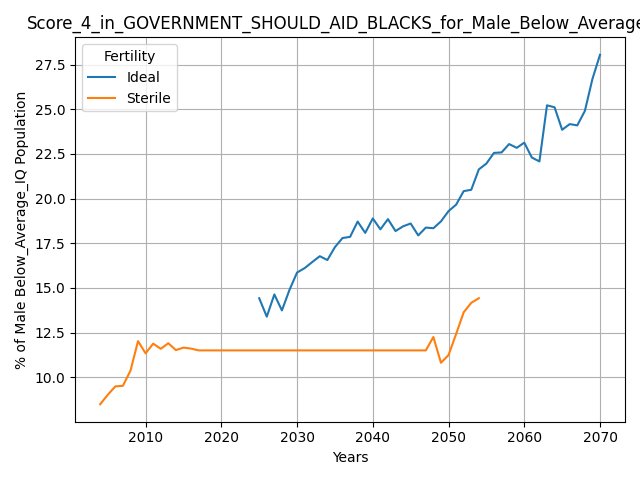 Score_4_in_GOVERNMENT_SHOULD_AID_BLACKS_for_Male_Below_Average
Fertility
Ideal
Sterile
27.5
25.0
22.5
20.0
17.5
15.0
12.5
10.0
% of Male Below_Average_IQ Population
2010 2020 2030 2040 2050 2060 2070
Years